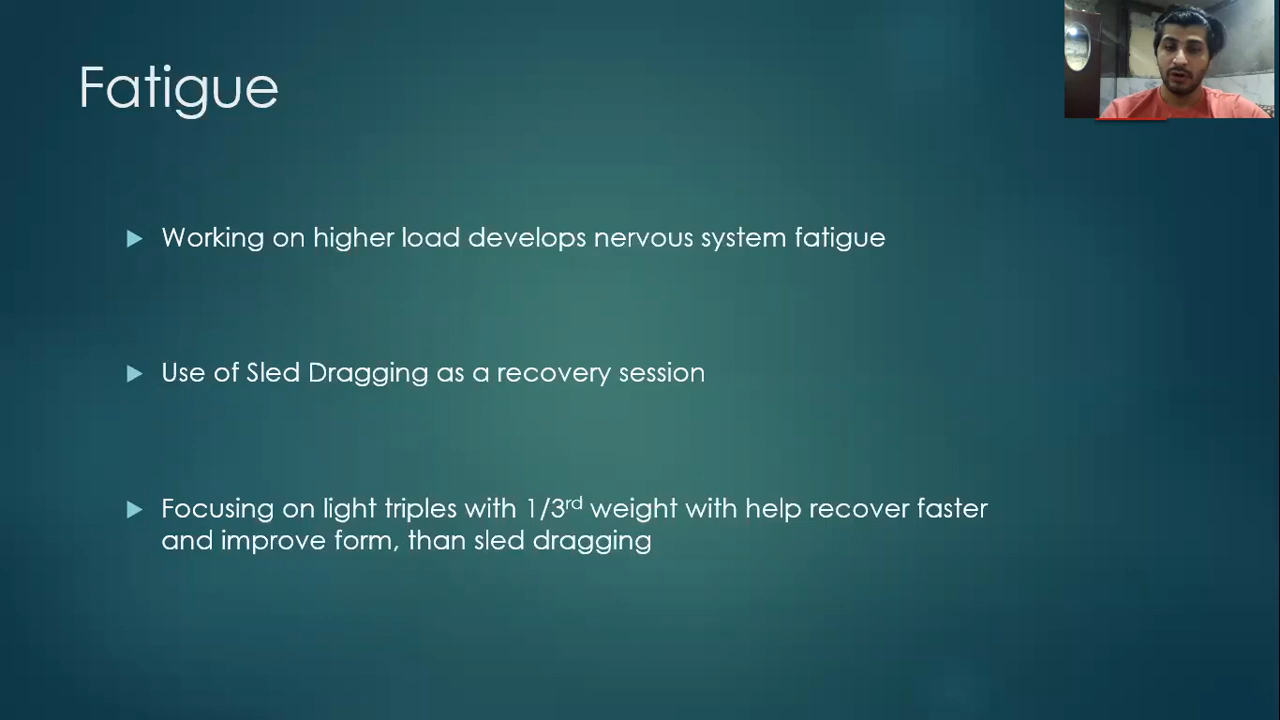 Fatigue
Working on higher load develops nervous system fatigue
Use of Sled Dragging as a recovery session
Focusing on light triples with 1/3rd weight with help recover faster
and improve form, than sled dragging